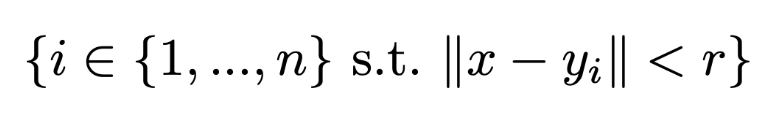 {i ∈ {1, ..., n} s.t. ‖x − yᵢ‖ < r}